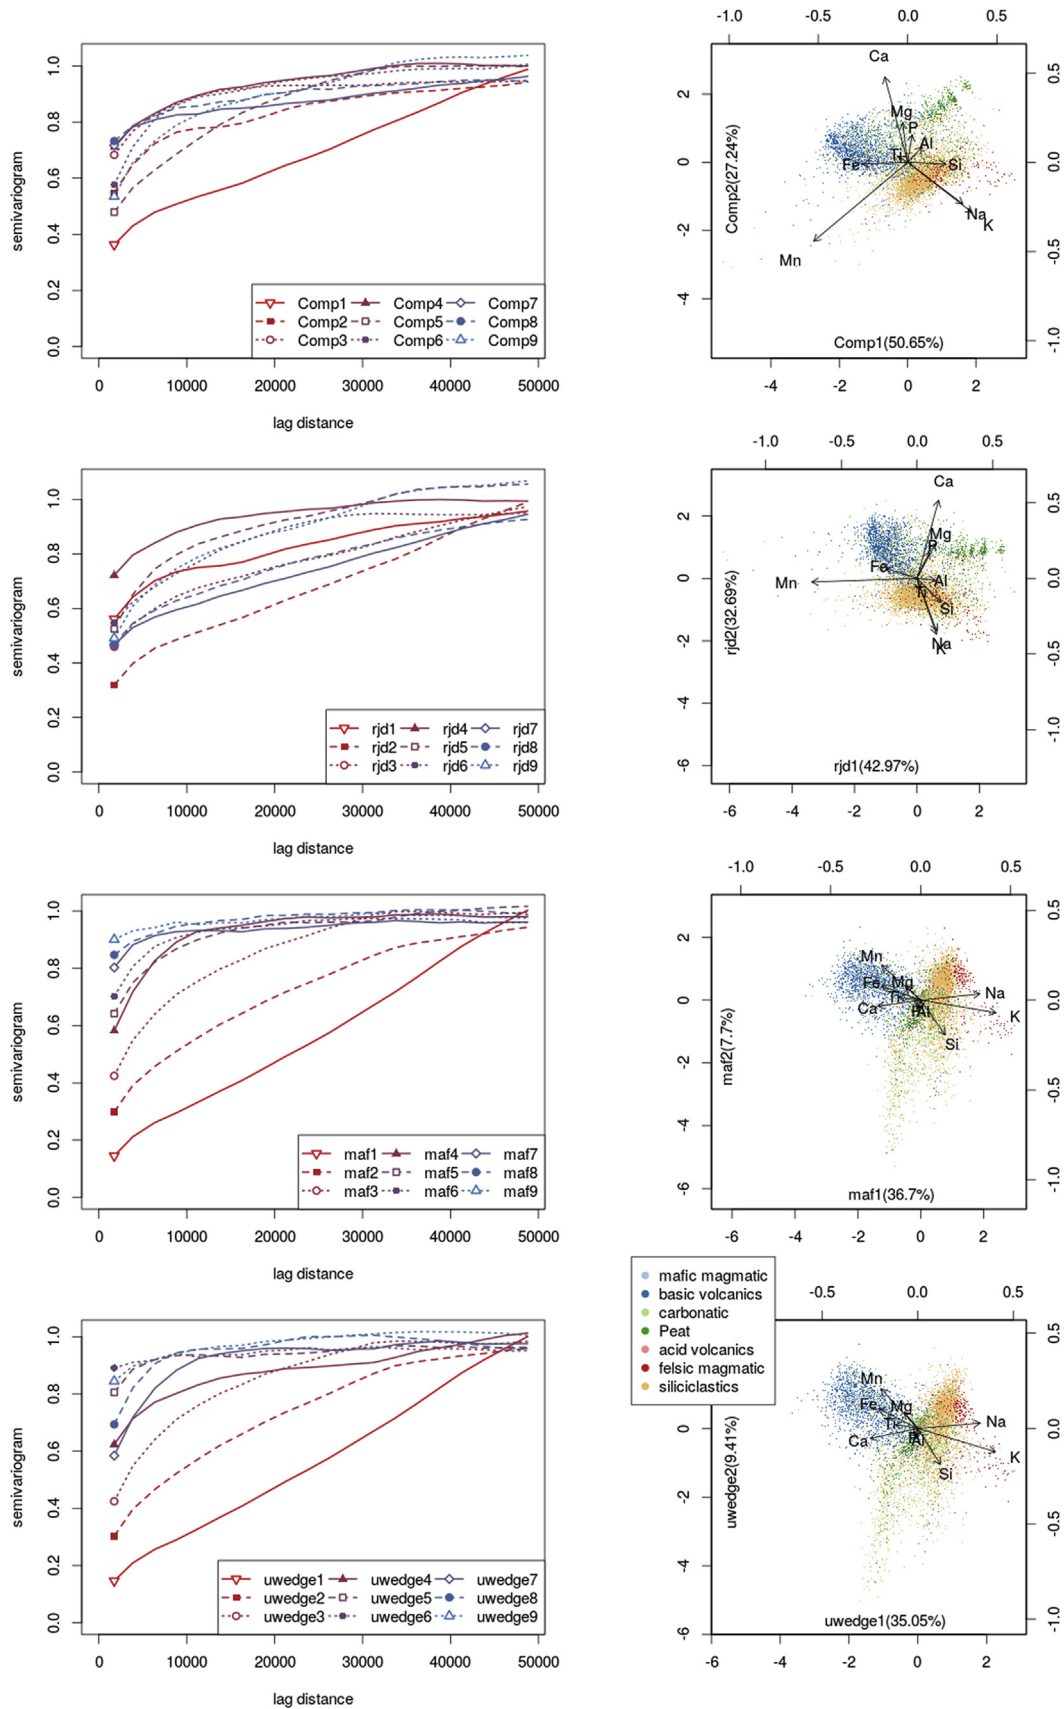 semivariogram
1.0
0.8
0.6
0.4
0.2
0.0
Comp1 Comp4 Comp7
Comp2 Comp5 Comp8
Comp3 Comp6 Comp9
0 10000 20000 30000 40000 50000
lag distance
-1.0 -0.5 0.0 0.5
Comp2(27.24%)
2
0
-2
-4
Ca
Mg
P
Al
Fe
Si
Na
K
Mn
0.5
0.0
-0.5
-1.0
Comp1(50.65%)
-4 -2 0 2
semivariogram
1.0
0.8
0.6
0.4
0.2
0.0
rjd1 rjd4 rjd7
rjd2 rjd5 rjd8
rjd3 rjd6 rjd9
0 10000 20000 30000 40000 50000
lag distance
-1.0 -0.5 0.0 0.5
rjd2(32.69%)
2
0
-2
-4
-6
Ca
Mg
P
Fe
Mn
Al
Si
Na
K
0.5
0.0
-0.5
-1.0
rjd1(42.97%)
-6 -4 -2 0 2
semivariogram
1.0
0.8
0.6
0.4
0.2
0.0
maf1 maf4 maf7
maf2 maf5 maf8
maf3 maf6 maf9
0 10000 20000 30000 40000 50000
lag distance
-1.0 -0.5 0.0 0.5
maf2(7.7%)
2
0
-2
-4
-6
Mn
Fe
Mg
Ca
Al
Na
K
Si
0.5
0.0
-0.5
-1.0
maf1(36.7%)
-6 -4 -2 0 2
mafic magmatic
basic volcanics
carbonatic
Peat
acid volcanics
felsic magmatic
siliciclastics
semivariogram
1.0
0.8
0.6
0.4
0.2
0.0
uwedge1 uwedge4 uwedge7
uwedge2 uwedge5 uwedge8
uwedge3 uwedge6 uwedge9
0 10000 20000 30000 40000 50000
lag distance
-0.5 0.0 0.5
uwedge2(9.41%)
0
-2
-4
-6
Mn
Fe
Mg
Ca
Al
Na
K
Si
0.5
0.0
-0.5
-1.0
uwedge1(35.05%)
-6 -4 -2 0 2